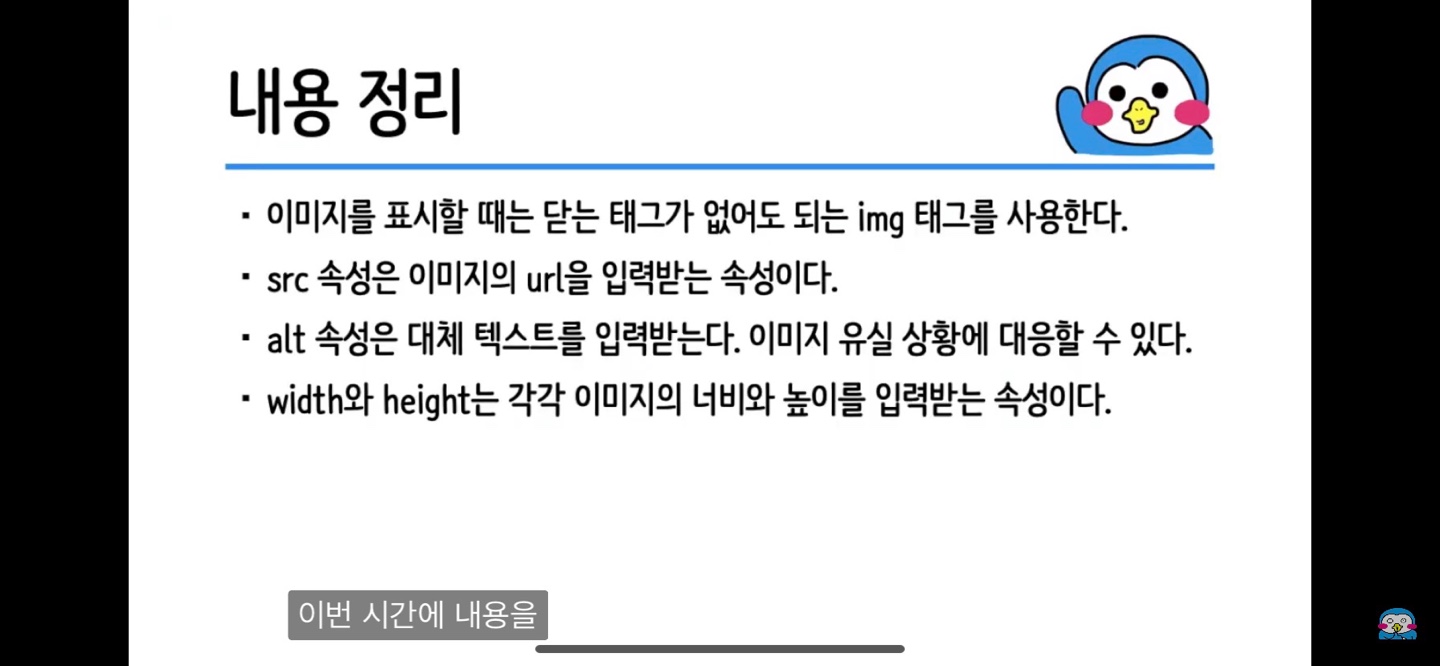 내용 정리
▪ 이미지를 표시할 때는 닫는 태그가 없어도 되는 img 태그를 사용한다.
▪ src 속성은 이미지의 url을 입력받는 속성이다.
▪ alt 속성은 대체 텍스트를 입력받는다. 이미지 유실 상황에 대응할 수 있다.
▪ width와 height는 각각 이미지의 너비와 높이를 입력받는 속성이다.
이번 시간에 내용을